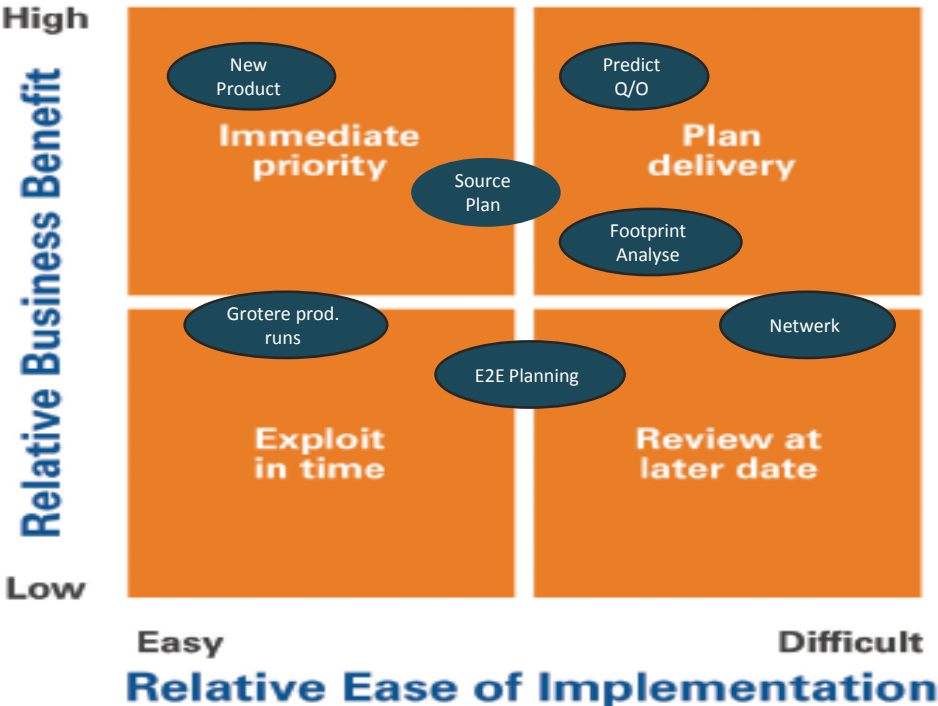 High
Relative Business Benefit
Low
New
Product
Immediate
priority
Source
Plan
Predict
Q/O
Plan
delivery
Footprint
Analyse
Grotere prod.
runs
E2E Planning
Netwerk
Exploit
in time
Review at
later date
Easy
Difficult
Relative Ease of Implementation